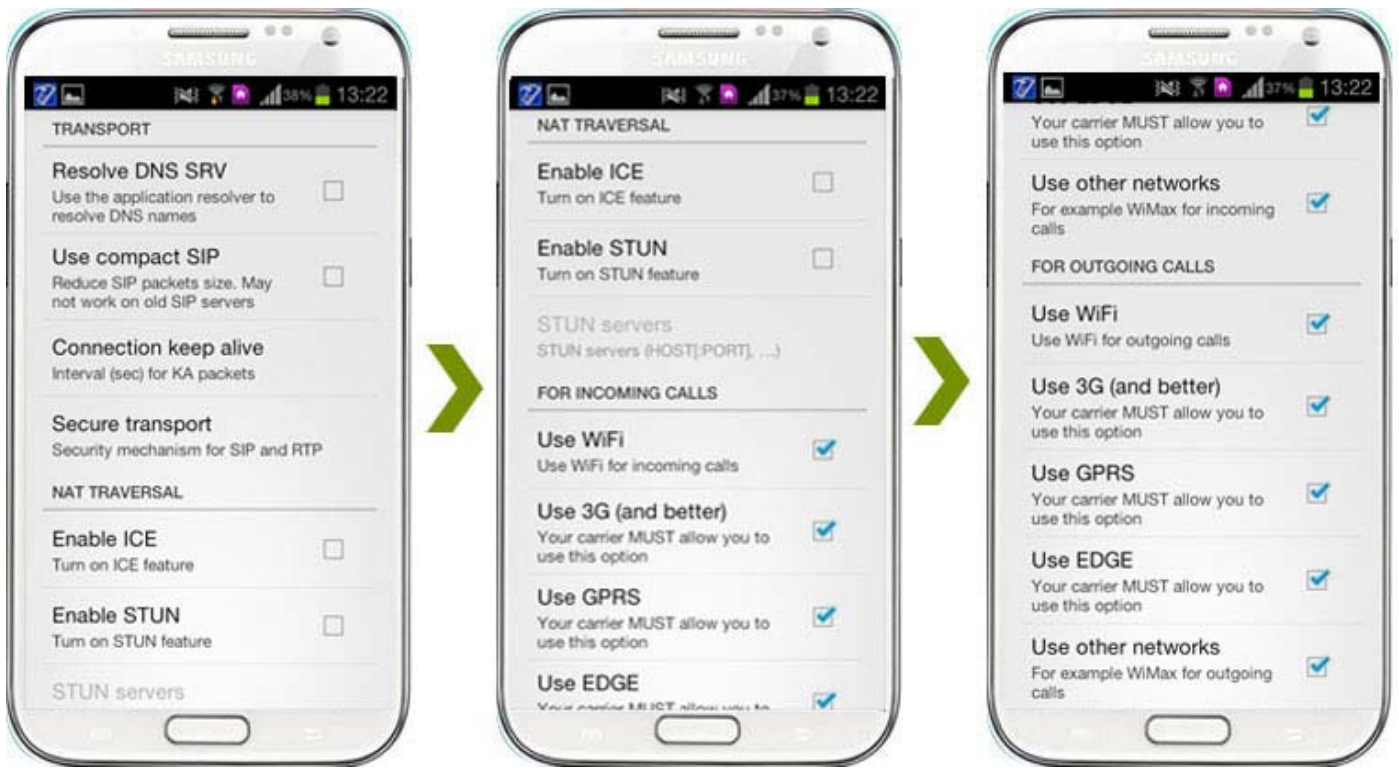 SAMSUNG
38% 13:22
TRANSPORT
Resolve DNS SRV
Use the application resolver to
resolve DNS names
Use compact SIP
Reduce SIP packets size. May
not work on old SIP servers
Connection keep alive
Interval (sec) for KA packets
Secure transport
Security mechanism for SIP and RTP
NAT TRAVERSAL
Enable ICE
Turn on ICE feature
Enable STUN
Turn on STUN feature
STUN servers
SAMSUNG
37% 13:22
NAT TRAVERSAL
Enable ICE
Turn on ICE feature
Enable STUN
Turn on STUN feature
STUN servers
STUN servers (HOST[:PORT], ...)
FOR INCOMING CALLS
Use WiFi
Use WiFi for incoming calls
Use 3G (and better)
Your carrier MUST allow you to
use this option
Use GPRS
Your carrier MUST allow you to
use this option
Use EDGE
Your carrier MUST allow you to
SAMSUNG
37% 13:22
Your carrier MUST allow you to
use this option
Use other networks
For example WiMax for incoming
calls
FOR OUTGOING CALLS
Use WiFi
Use WiFi for outgoing calls
Use 3G (and better)
Your carrier MUST allow you to
use this option
Use GPRS
Your carrier MUST allow you to
use this option
Use EDGE
Your carrier MUST allow you to
use this option
Use other networks
For example WiMax for outgoing
calls